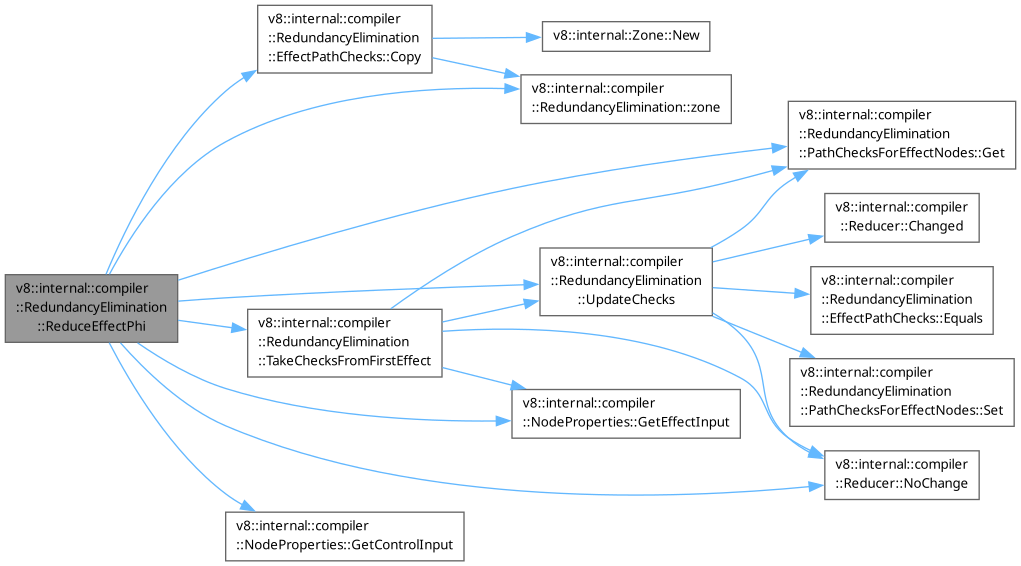 v8::internal::compiler
::RedundancyElimination
::EffectPathChecks::Copy
v8::internal::Zone::New
v8::internal::compiler
::RedundancyElimination::zone
v8::internal::compiler
::RedundancyElimination
::PathChecksForEffectNodes::Get
v8::internal::compiler
::Reducer::Changed
v8::internal::compiler
::RedundancyElimination
::UpdateChecks
v8::internal::compiler
::RedundancyElimination
::EffectPathChecks::Equals
v8::internal::compiler
::RedundancyElimination
::ReduceEffectPhi
v8::internal::compiler
::RedundancyElimination
::TakeChecksFromFirstEffect
v8::internal::compiler
::RedundancyElimination
::PathChecksForEffectNodes::Set
v8::internal::compiler
::NodeProperties::GetEffectInput
v8::internal::compiler
::Reducer::NoChange
v8::internal::compiler
::NodeProperties::GetControlInput